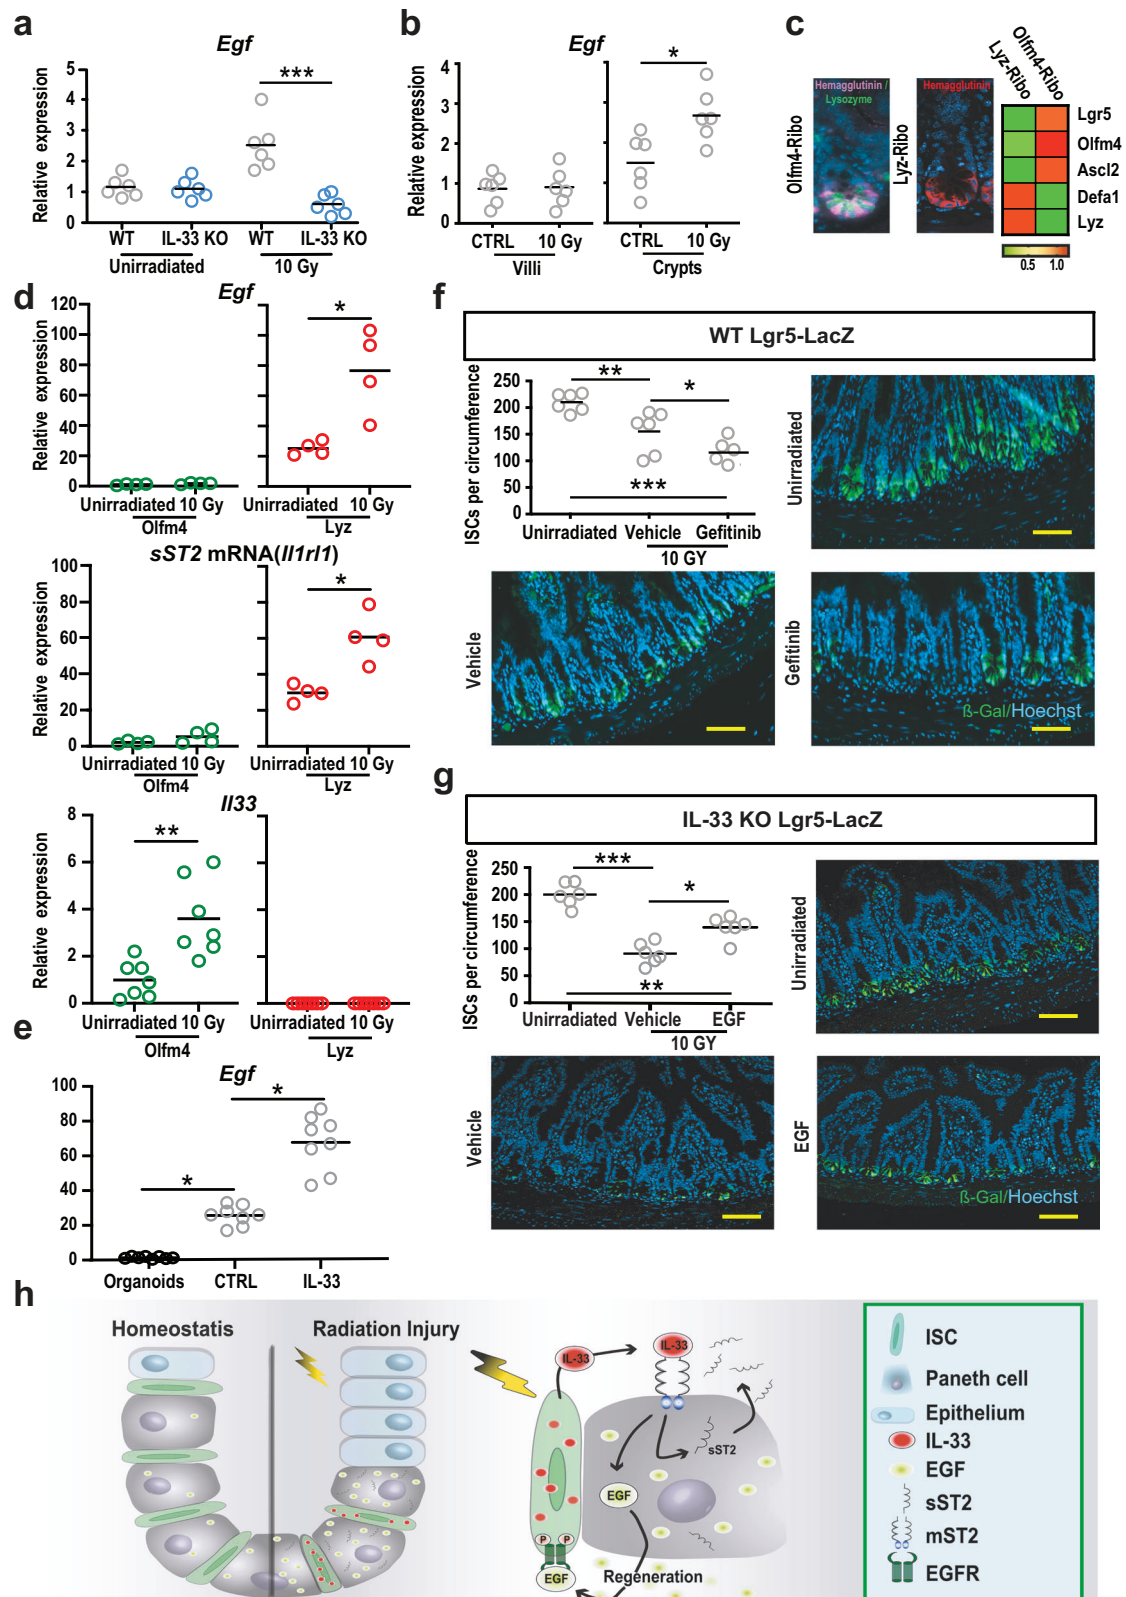 a
Egf
Relative expression
5
4
3
2
1
0
***
WT
IL-33 KO
WT
IL-33 KO
Unirradiated
10 Gy
b
Egf
Relative expression
4
3
2
1
0
*
CTRL
10 Gy
CTRL
10 Gy
Villi
Crypts
c
Olfm4-Ribo
Hemagglutinin /
Lysozyme
Lyz-Ribo
Hemagglutinin
Lyz-Ribo
Olfm4-Ribo
Lgr5
Olfm4
Ascl2
Defa1
Lyz
0.5
1.0
d
Egf
Relative expression
120
100
80
60
40
20
0
*
Unirradiated 10 Gy
Unirradiated 10 Gy
Olfm4
Lyz
sST2 mRNA(Il1rl1)
Relative expression
100
80
60
40
20
0
*
Unirradiated 10 Gy
Unirradiated 10 Gy
Olfm4
Lyz
Il33
Relative expression
8
6
4
2
0
**
Unirradiated 10 Gy
Unirradiated 10 Gy
Olfm4
Lyz
e
Egf
100
80
60
40
20
0
*
*
Organoids
CTRL
IL-33
f
WT Lgr5-LacZ
ISCs per circumference
250
200
150
100
50
0
**
*
***
Unirradiated
Vehicle
Gefitinib
10 GY
Unirradiated
Vehicle
Gefitinib
ß-Gal/Hoechst
g
IL-33 KO Lgr5-LacZ
ISCs per circumference
250
200
150
100
50
0
***
*
**
Unirradiated
Vehicle
EGF
10 GY
Unirradiated
Vehicle
EGF
ß-Gal/Hoechst
h
Homeostatis
Radiation Injury
IL-33
IL-33
sST2
EGF
P
P
EGF
Regeneration
ISC
Paneth cell
Epithelium
IL-33
EGF
sST2
mST2
EGFR